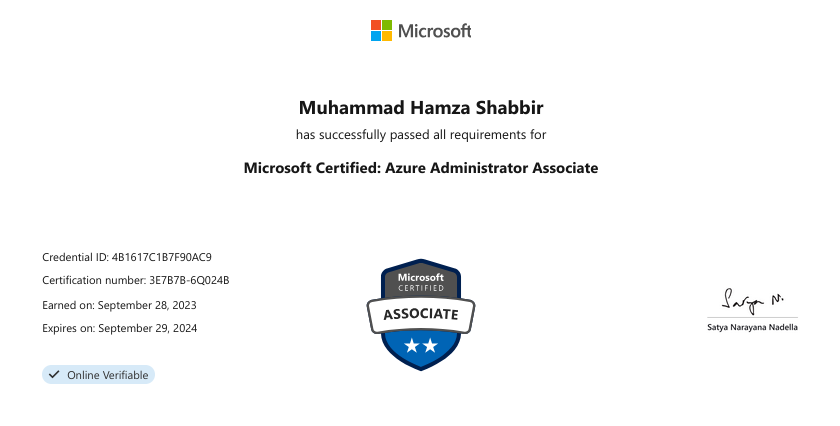 Microsoft
Muhammad Hamza Shabbir
has successfully passed all requirements for
Microsoft Certified: Azure Administrator Associate
Credential ID: 4B1617C1B7F90AC9
Certification number: 3E7B7B-6Q024B
Earned on: September 28, 2023
Expires on: September 29, 2024
Online Verifiable
Microsoft
CERTIFIED
ASSOCIATE
Satya N.
Satya Narayana Nadella